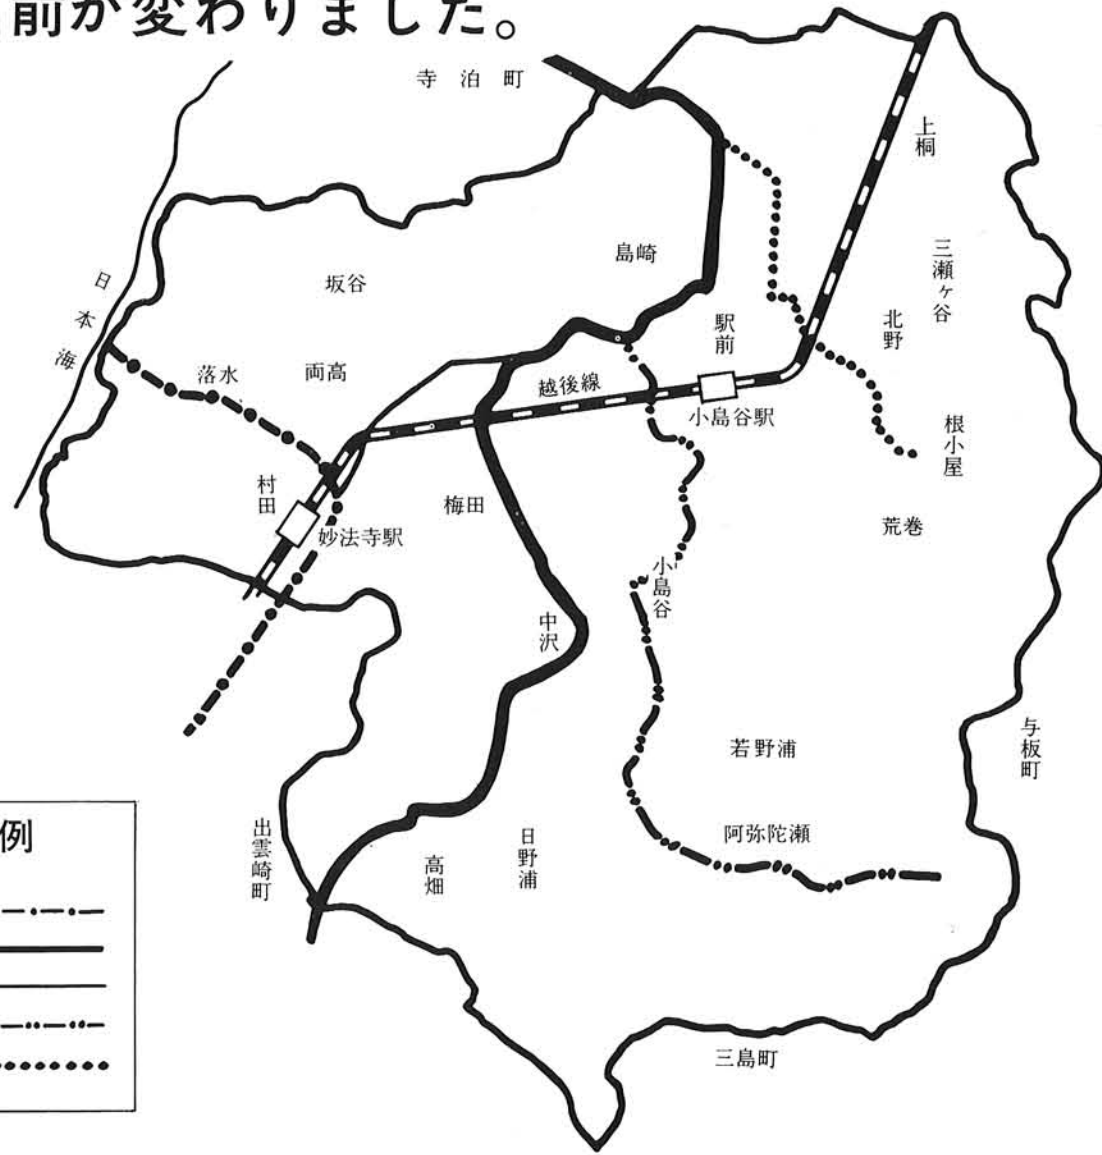 前が変わりました。
寺泊町
上桐
三瀬ヶ谷
島崎
坂谷
日本海
北野
駅前
落水
両高
越後線
小島谷駅
根小屋
村田
梅田
妙法寺駅
荒巻
小島谷
中沢
与板町
若野浦
阿弥陀瀬
出雲崎町
高畑
日野浦
例
三島町